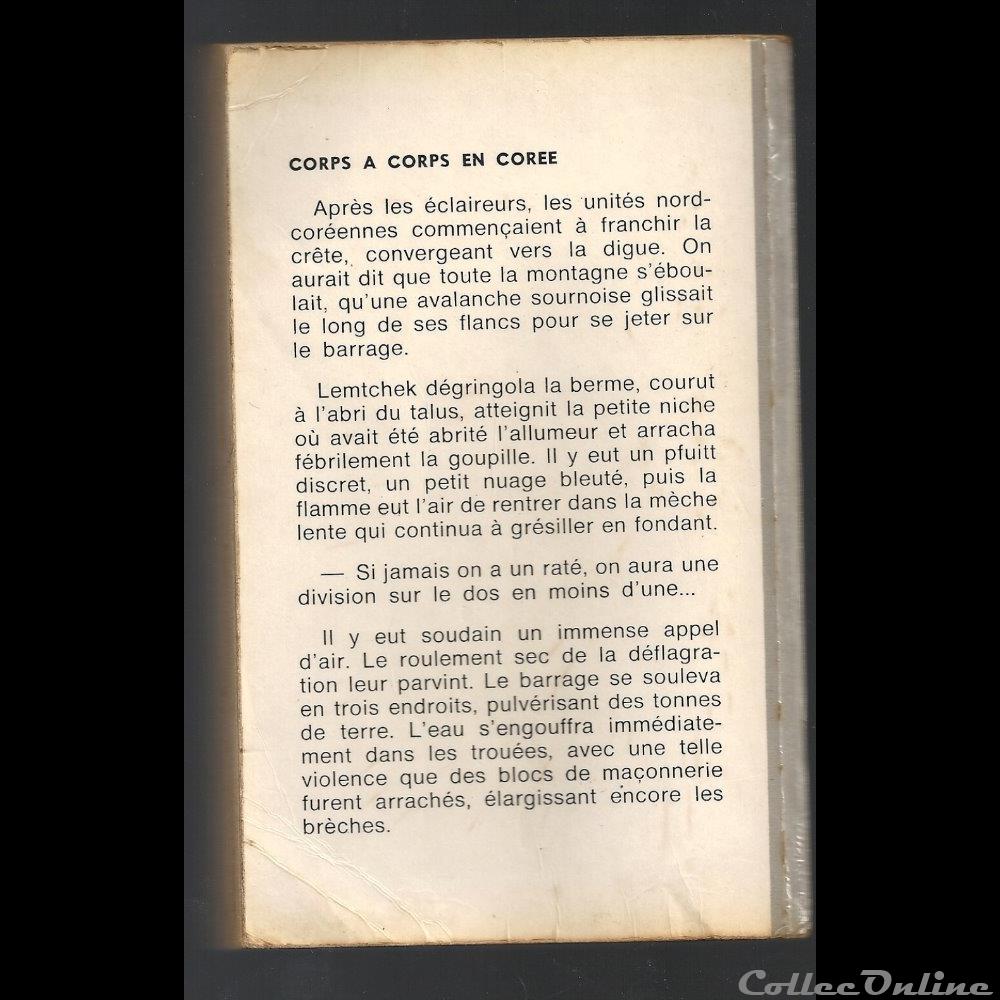 CORPS A CORPS EN COREE
Après les éclaireurs, les unités nord-
coréennes commençaient à franchir la
crête, convergeant vers la digue. On
aurait dit que toute la montagne s'ébou-
lait, qu'une avalanche sournoise glissait
le long de ses flancs pour se jeter sur
le barrage.
Lemtchek dégringola la berme, courut
à l'abri du talus, atteignit la petite niche
où avait été abrité l'allumeur et arracha
fébrilement la goupille. Il y eut un pfuitt
discret, un petit nuage bleuté, puis la
flamme eut l'air de rentrer dans la mèche
lente qui continua à grésiller en fondant.
— Si jamais on a un raté, on aura une
division sur le dos en moins d'une...
Il y eut soudain un immense appel
d'air. Le roulement sec de la déflagra-
tion leur parvint. Le barrage se souleva
en trois endroits, pulvérisant des tonnes
de terre. L'eau s'engouffra immédiate-
ment dans les trouées, avec une telle
violence que des blocs de maçonnerie
furent arrachés, élargissant encore les
brèches.
CollecOnline